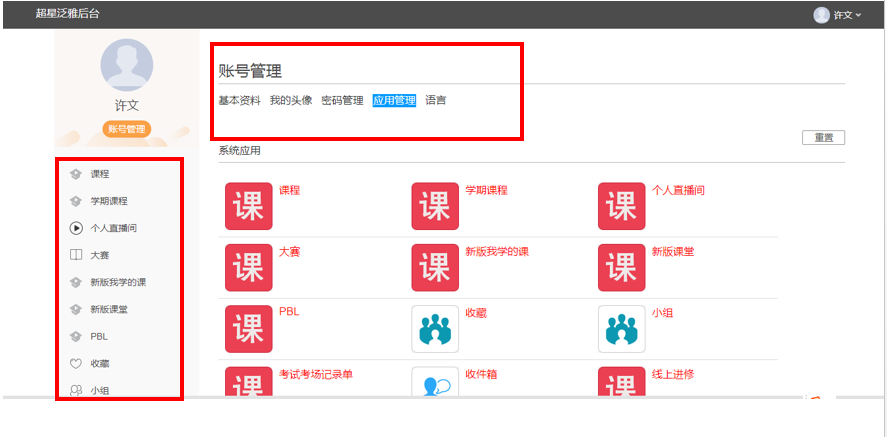 超星泛雅后台
许文
许文
账号管理
课程
学期课程
个人直播间
大赛
新版我学的课
新版课堂
PBL
收藏
小组
账号管理
基本资料 我的头像 密码管理 应用管理 语言
重置
系统应用
课 课程 课 学期课程 课 个人直播间
课 大赛 课 新版我学的课 课 新版课堂
课 PBL 收藏 小组
课 考试考场记录单 收件箱 课 线上进修